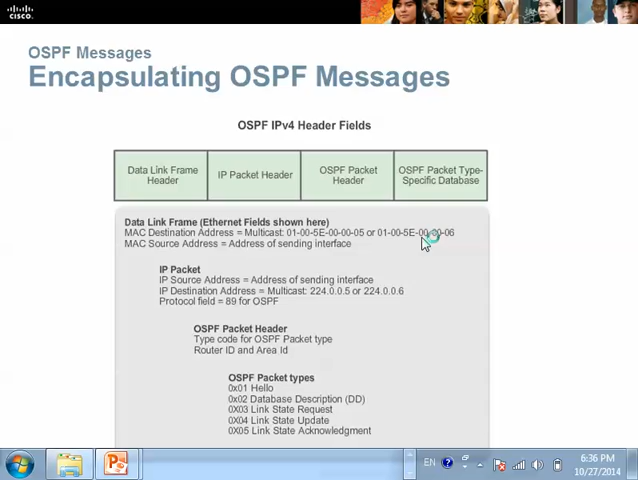 CISCO.
OSPF Messages
Encapsulating OSPF Messages
OSPF IPv4 Header Fields
Data Link Frame
Header
IP Packet Header
OSPF Packet
Header
OSPF Packet Type-
Specific Database
Data Link Frame (Ethernet Fields shown here)
MAC Destination Address = Multicast: 01-00-5E-00-00-05 or 01-00-5E-00-00-06
MAC Source Address = Address of sending interface
IP Packet
IP Source Address = Address of sending interface
IP Destination Address = Multicast: 224.0.0.5 or 224.0.0.6
Protocol field = 89 for OSPF
OSPF Packet Header
Type code for OSPF Packet type
Router ID and Area Id
OSPF Packet types
0x01 Hello
0x02 Database Description (DD)
0X03 Link State Request
0X04 Link State Update
0X05 Link State Acknowledgment
EN
6:36 PM
10/27/2014